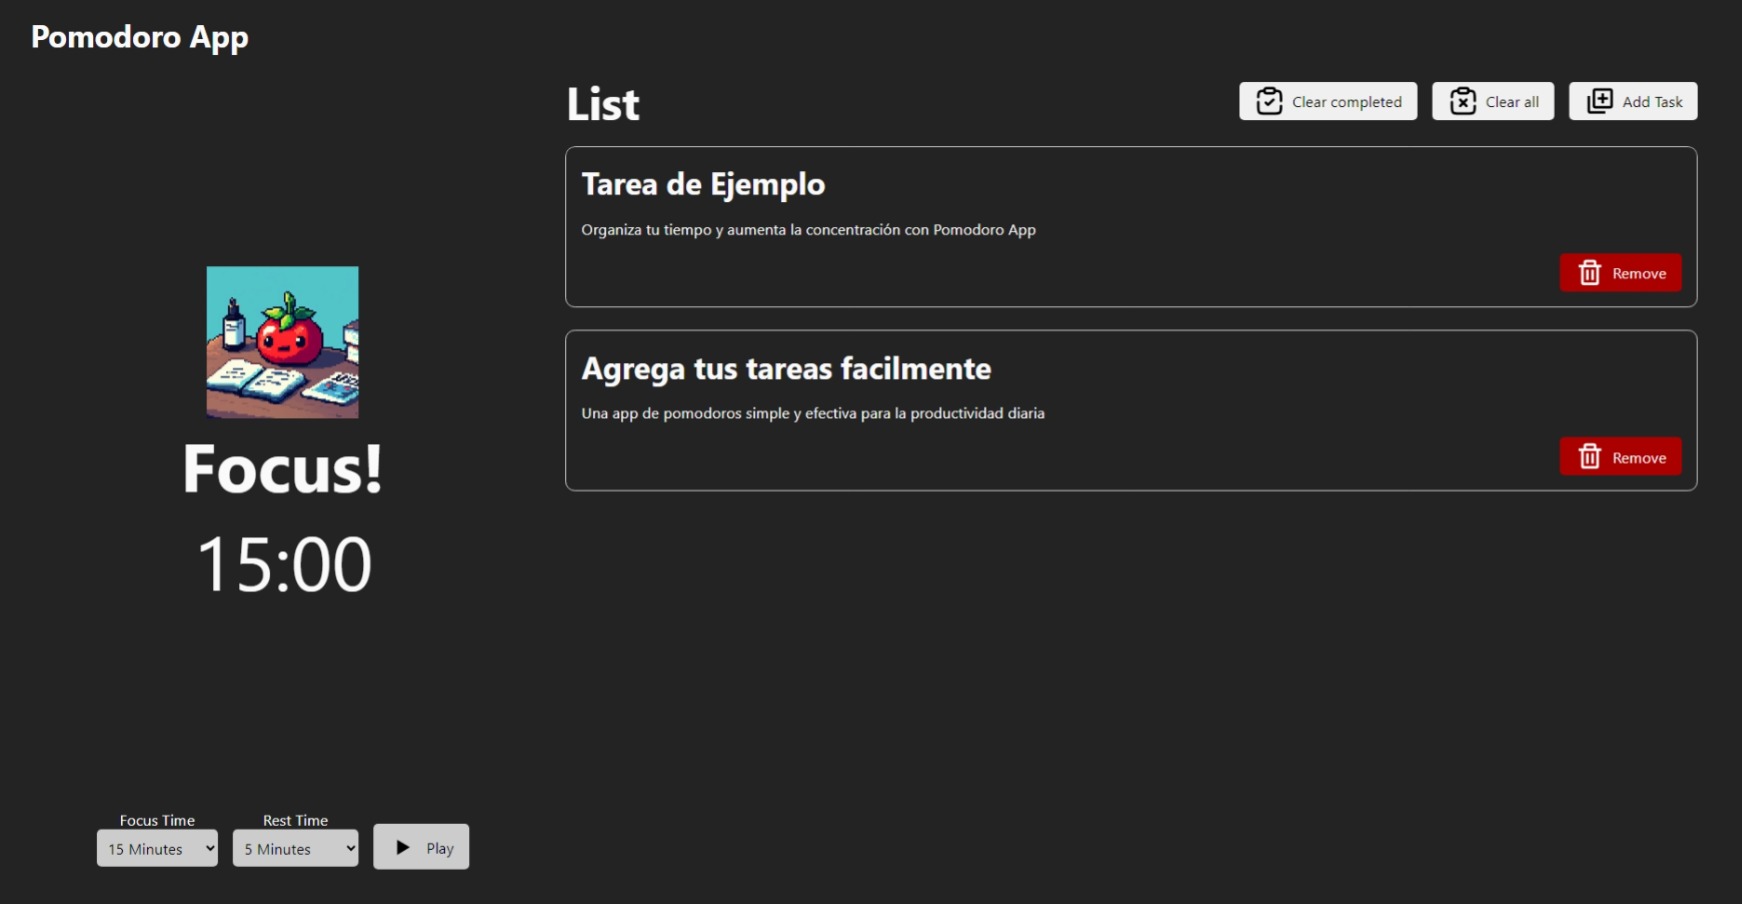 Pomodoro App
List
Clear completed
Clear all
Add Task
Tarea de Ejemplo
Organiza tu tiempo y aumenta la concentración con Pomodoro App
Remove
Agrega tus tareas facilmente
Una app de pomodoros simple y efectiva para la productividad diaria
Remove
Focus!
15:00
Focus Time
Rest Time
15 Minutes
5 Minutes
Play